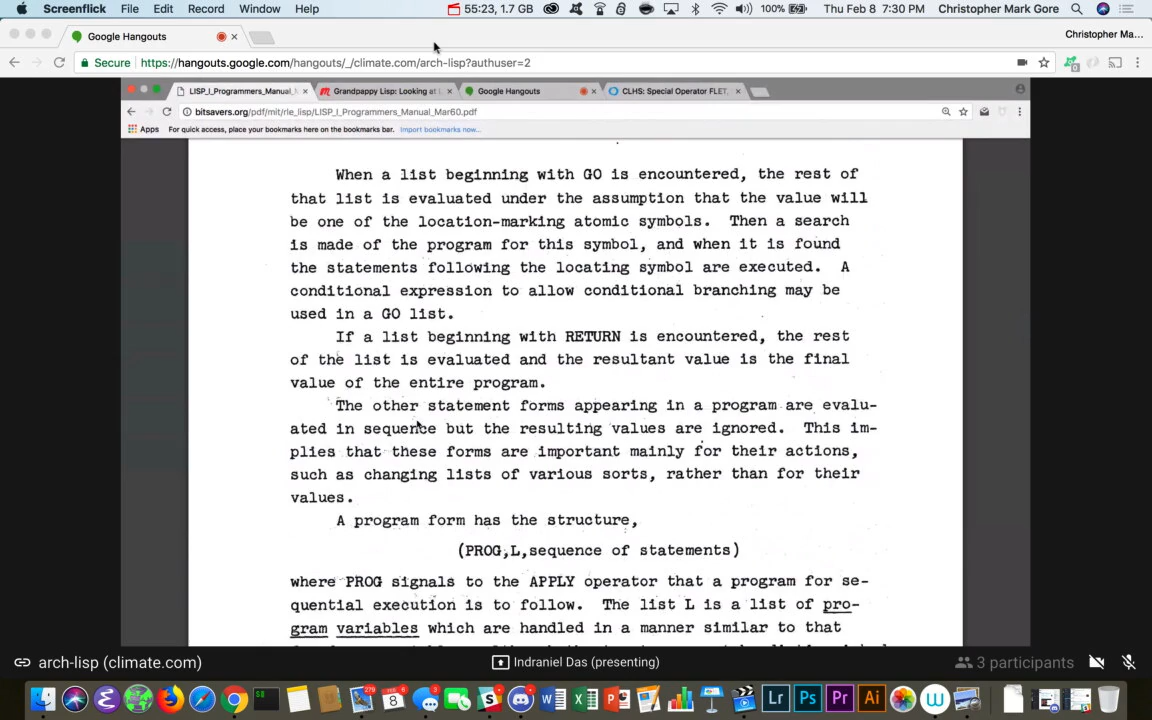 Screenflick File Edit Record Window Help 55:23, 1.7 GB 100% Thu Feb 8 7:30 PM Christopher Mark Gore
Google Hangouts Christopher Ma...
Secure https://hangouts.google.com/hangouts/_/climate.com/arch-lisp?authuser=2
LISP_I_Programmers_Manual_ Grandpappy Lisp: Looking at Google Hangouts CLHS: Special Operator FLET,
bitsavers.org/pdf/mit/rle_lisp/LISP_I_Programmers_Manual_Mar60.pdf
Apps For quick access, place your bookmarks here on the bookmarks bar. Import bookmarks now...
When a list beginning with GO is encountered, the rest of
that list is evaluated under the assumption that the value will
be one of the location-marking atomic symbols. Then a search
is made of the program for this symbol, and when it is found
the statements following the locating symbol are executed. A
conditional expression to allow conditional branching may be
used in a GO list.
If a list beginning with RETURN is encountered, the rest
of the list is evaluated and the resultant value is the final
value of the entire program.
The other statement forms appearing in a program are evalu-
ated in sequence but the resulting values are ignored. This im-
plies that these forms are important mainly for their actions,
such as changing lists of various sorts, rather than for their
values.
A program form has the structure,
(PROG,L,sequence of statements)
where PROG signals to the APPLY operator that a program for se-
quential execution is to follow. The list L is a list of pro-
gram variables which are handled in a manner similar to that
arch-lisp (climate.com) Indraniel Das (presenting) 3 participants
279 FEB 8 3 Lr Ps Pr Ai W